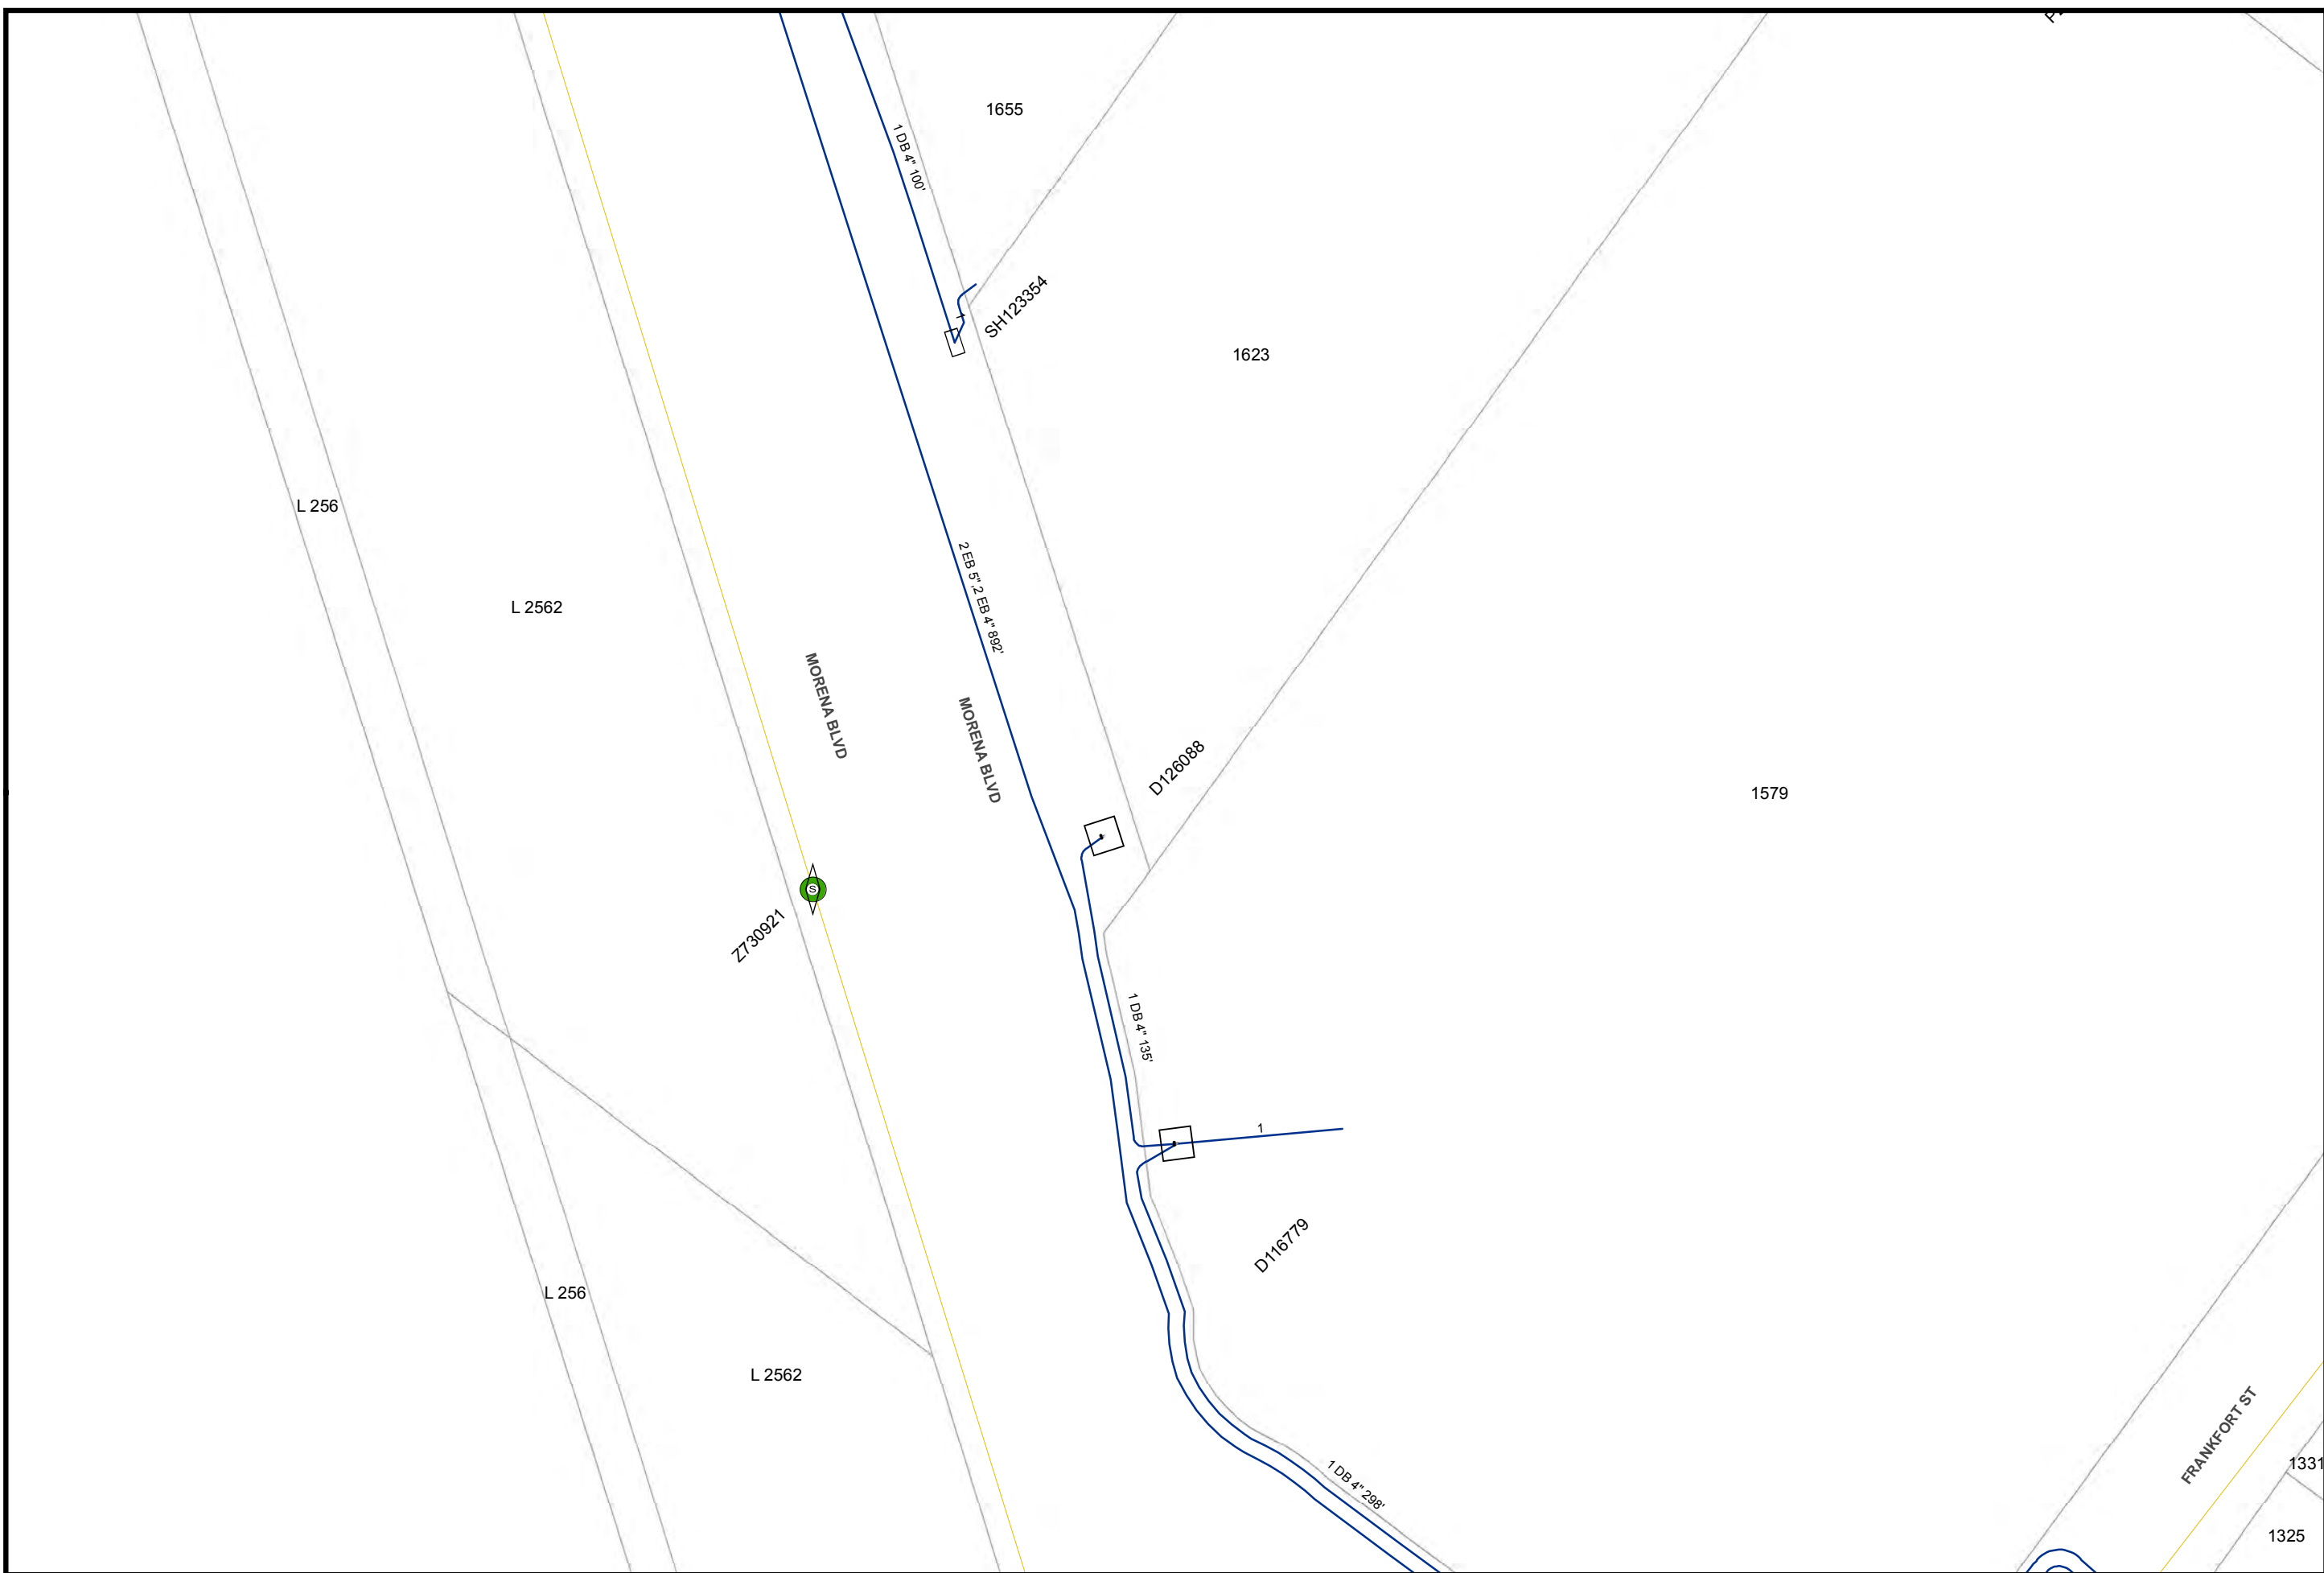 1655
1 DB 4" 100'
SH123354
1
1623
L 256
2 EB 5",2 EB 4" 892'
L 2562
MORENA BLVD
MORENA BLVD
D126088
1579
Z730921
1 DB 4" 135'
1
D116779
L 256
L 2562
1 DB 4" 298'
FRANKFORT ST
1331
1325
S